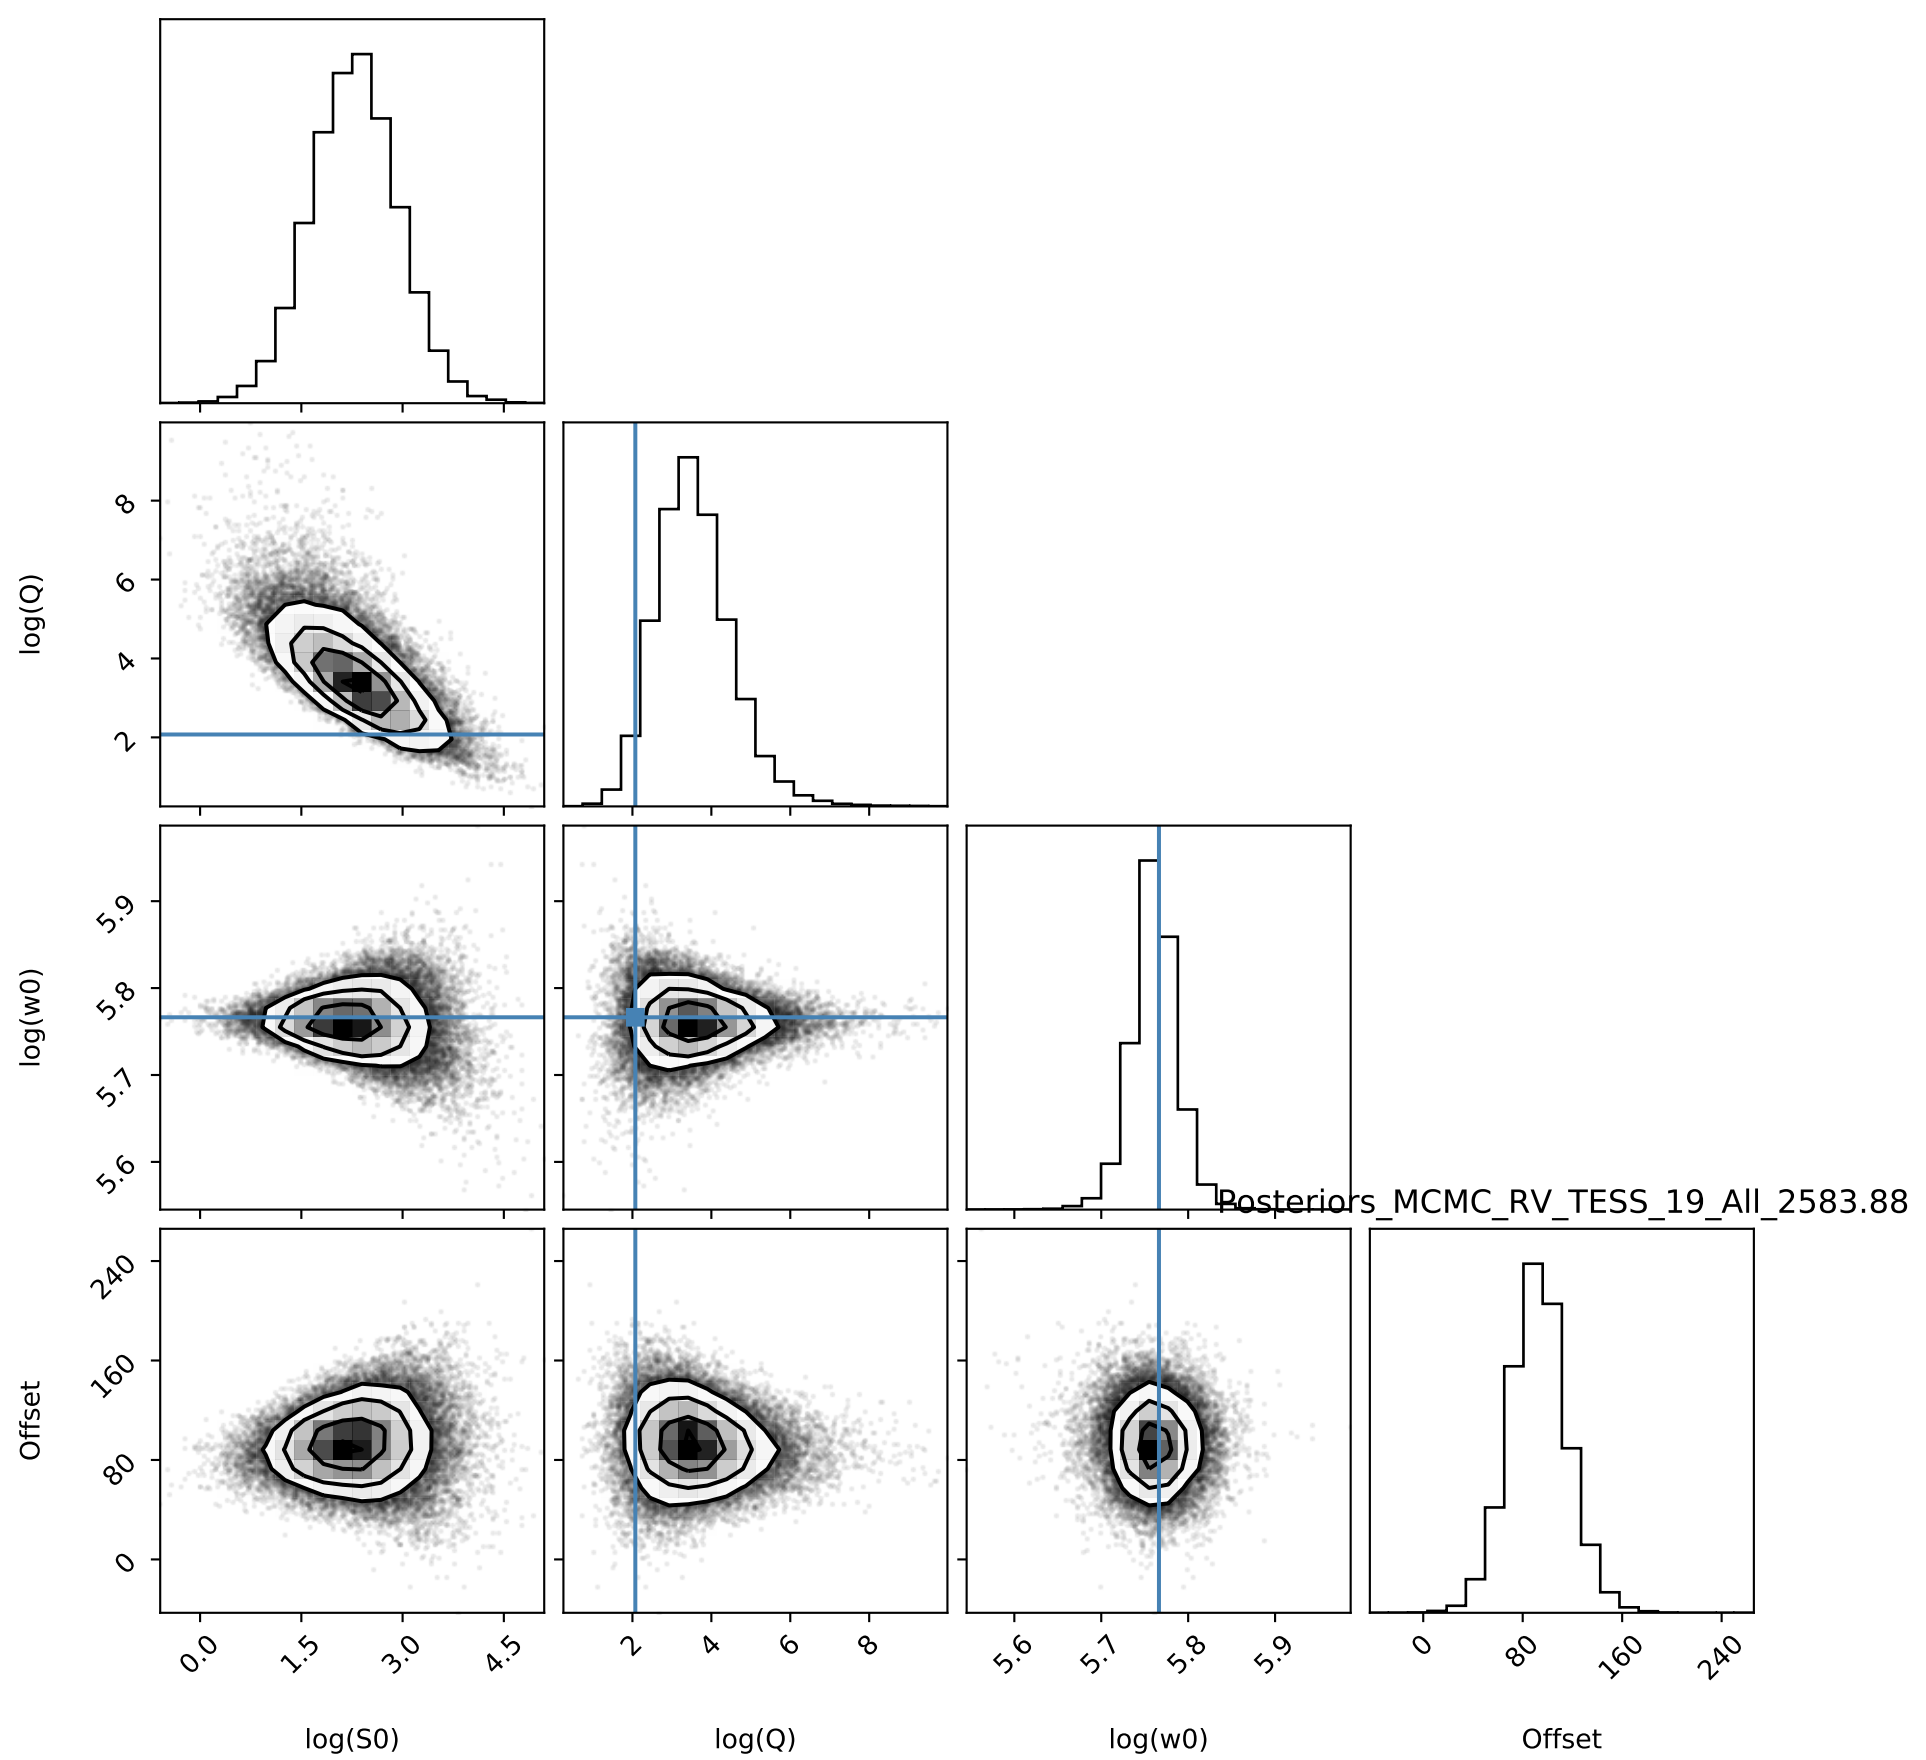 8
6
4
2
log(Q)
5.9
5.8
5.7
5.6
log(w0)
Posteriors_MCMC_RV_TESS_19_All_2583.88
240
160
80
0
Offset
0.0 1.5 3.0 4.5
2 4 6 8
5.6 5.7 5.8 5.9
0 80 160 240
log(S0)
log(Q)
log(w0)
Offset